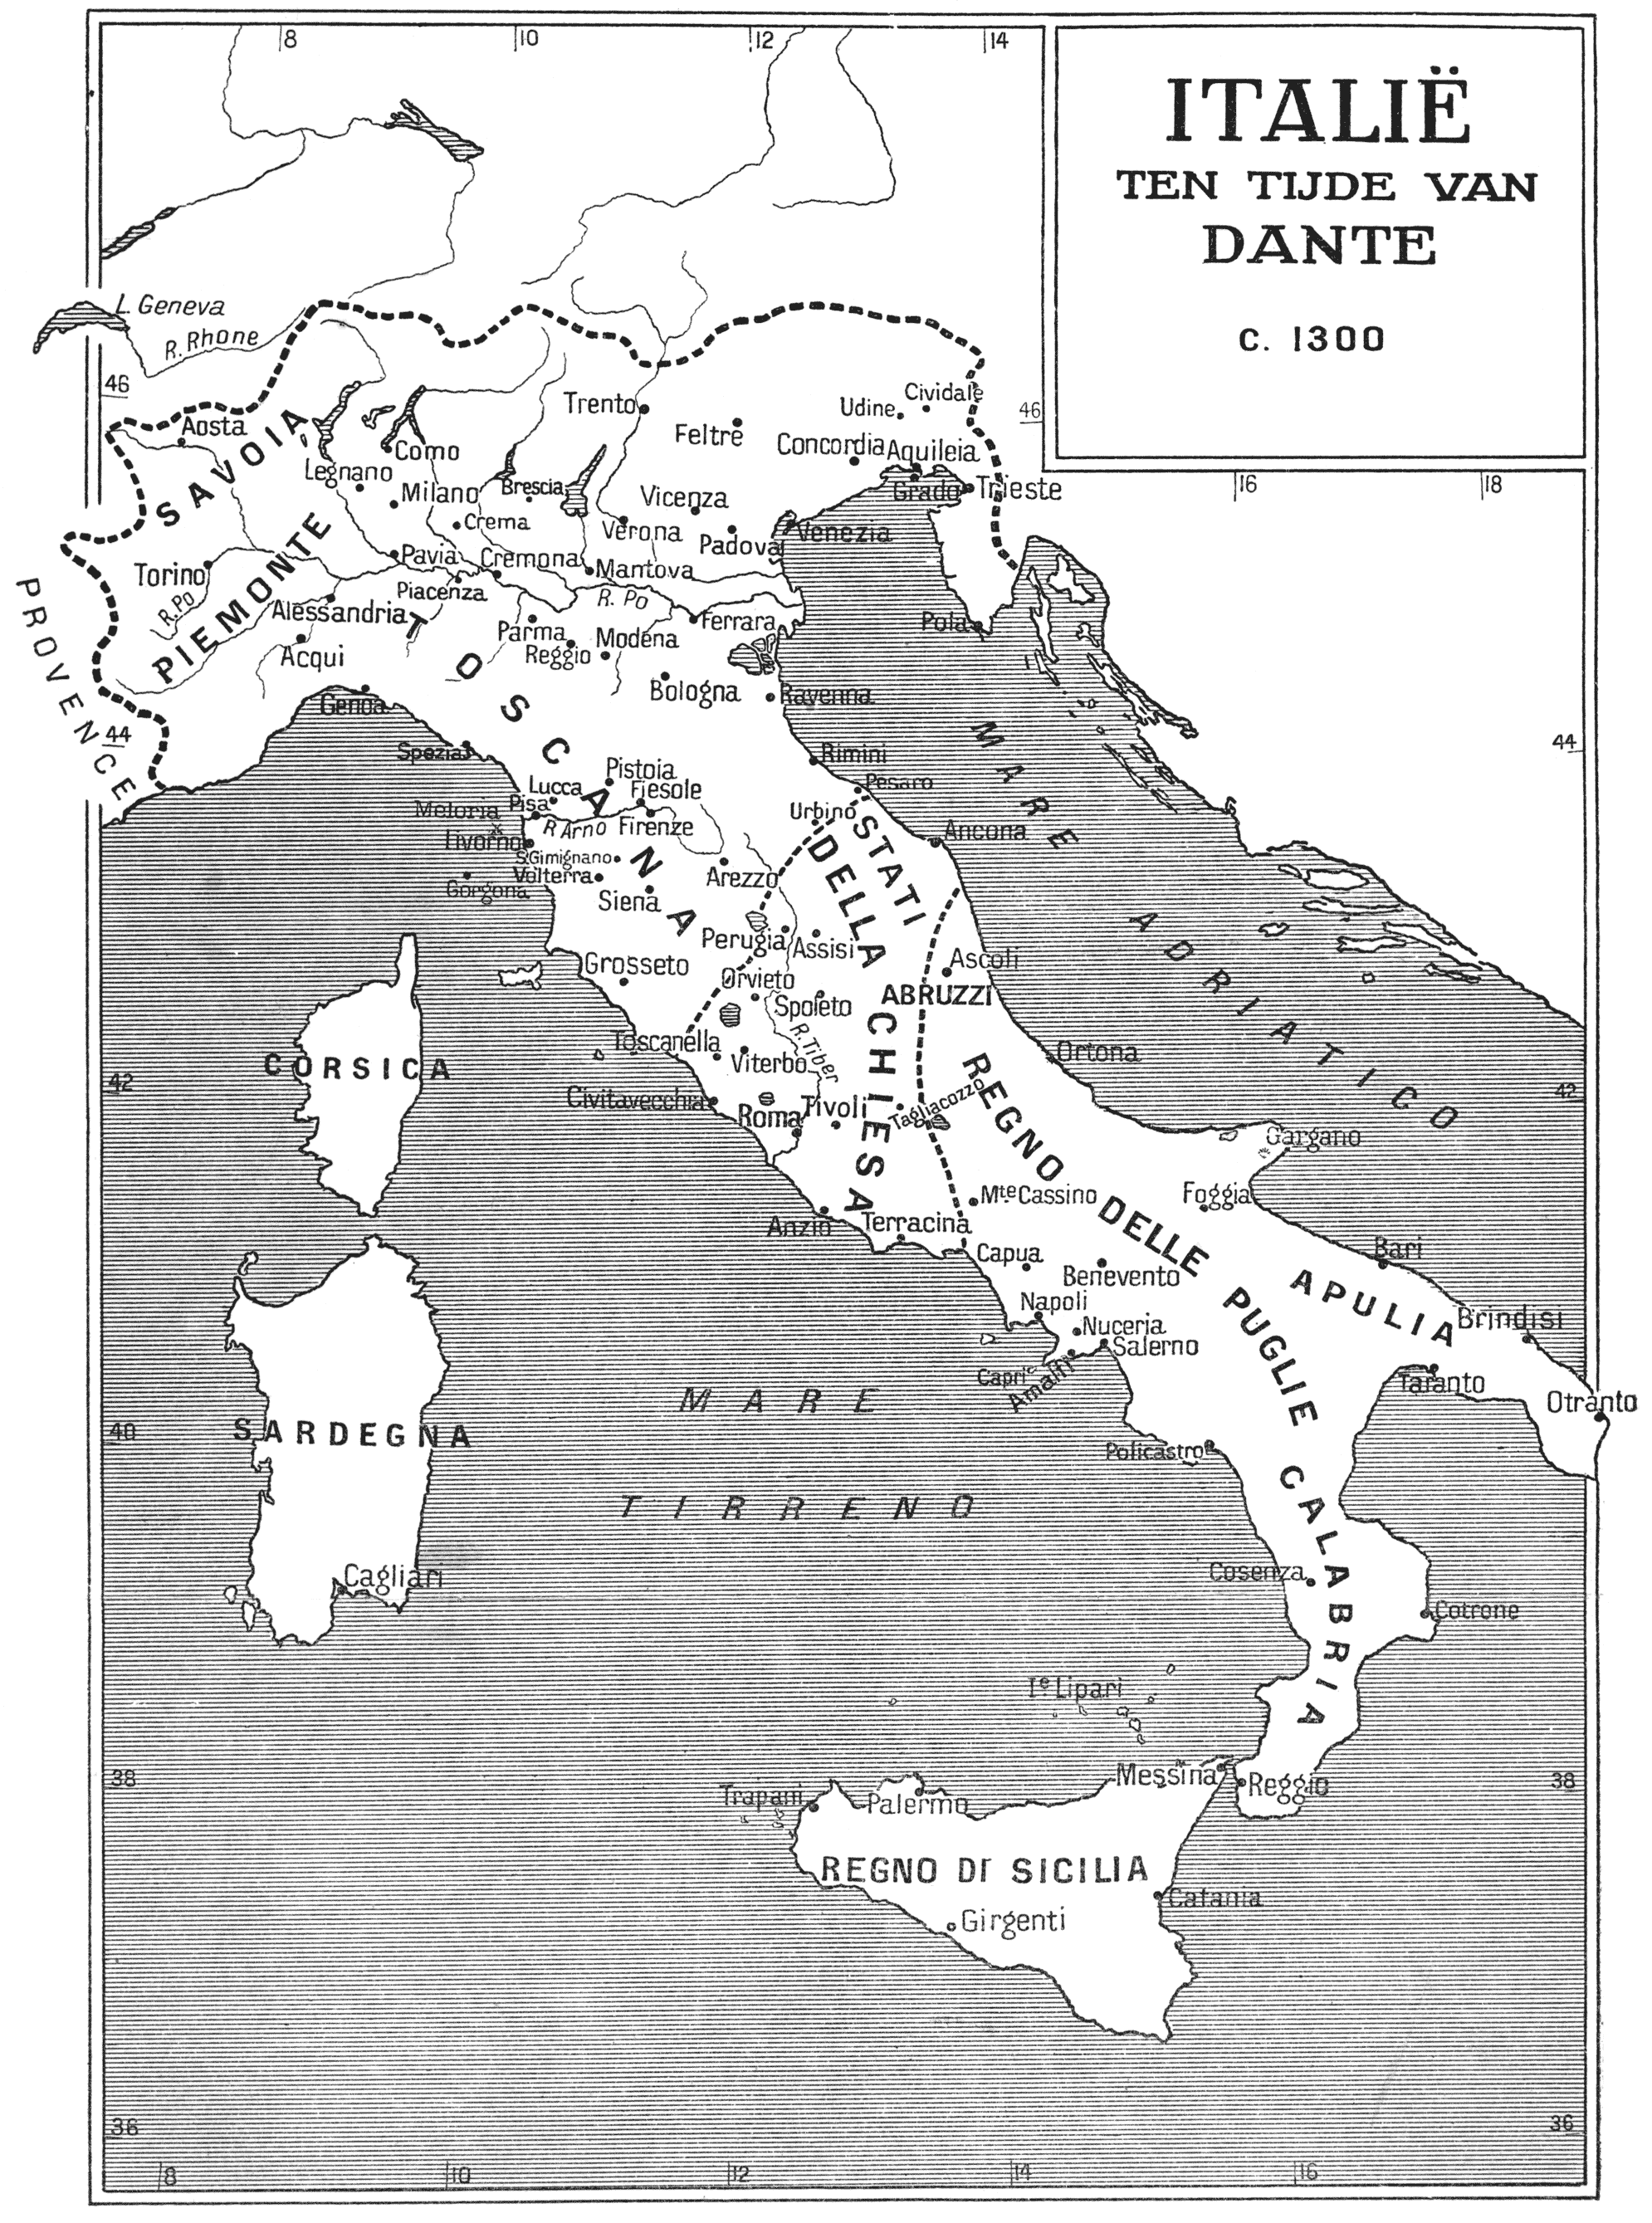 8
10
12
14
ITALIË
TEN TIJDE VAN
DANTE
C. 1300
L. Geneva
R. Rhone
46
46
16
18
Aosta
SAVOIA
Trento
Feltre
Udine
Cividale
Concordia
Aquileia
Grado
Trieste
Como
Legnano
Milano
Brescia
Vicenza
Crema
Verona
Padova
Venezia
Torino
R. Po
PIEMONTE
Pavia
Cremona
Mantova
Piacenza
R. Po
Alessandria
Acqui
Parma
Reggio
Modena
Ferrara
Pola
Bologna
Ravenna
PROVENCE
44
44
Genoa
Spezia
TOSCANA
Pistoia
Lucca
Fiesole
Pisa
Meloria
R Arno
Firenze
Livorno
S.Gimignano
Volterra
Gorgona
Siena
Arezzo
Rimini
Pesaro
Urbino
Ancona
STATI
DELLA
CHIESA
MARE
ADRIATICO
Perugia
Assisi
Grosseto
Orvieto
Spoleto
Ascoli
ABRUZZI
R. Tiber
Toscanella
Viterbo
Ortona
CORSICA
42
42
Civitavecchia
Roma
Tivoli
Tagliacozzo
REGNO DELLE PUGLIE
Gargano
Mte Cassino
Foggia
Anzio
Terracina
Capua
Benevento
Bari
APULIA
Napoli
Nuceria
Salerno
Capri
Amalfi
Brindisi
Taranto
Otranto
MARE
TIRRENO
SARDEGNA
40
Policastro
CALABRIA
Cagliari
Cosenza
Cotrone
Ie Lipari
38
38
Messina
Reggio
Trapani
Palermo
REGNO DI SICILIA
Catania
Girgenti
36
36
8
10
12
14
16